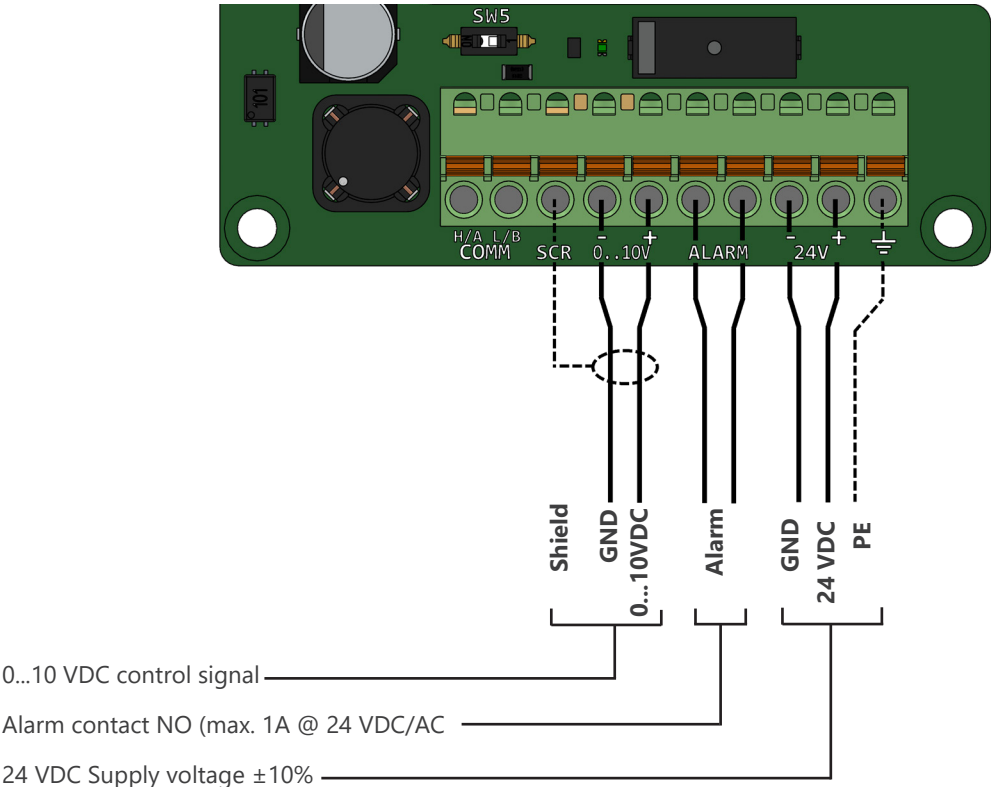 SW5
101
H/A L/B - + - +
COMM SCR 0..10V ALARM 24V
Shield
GND
0...10VDC
Alarm
GND
24 VDC
PE
0...10 VDC control signal
Alarm contact NO (max. 1A @ 24 VDC/AC
24 VDC Supply voltage ±10%